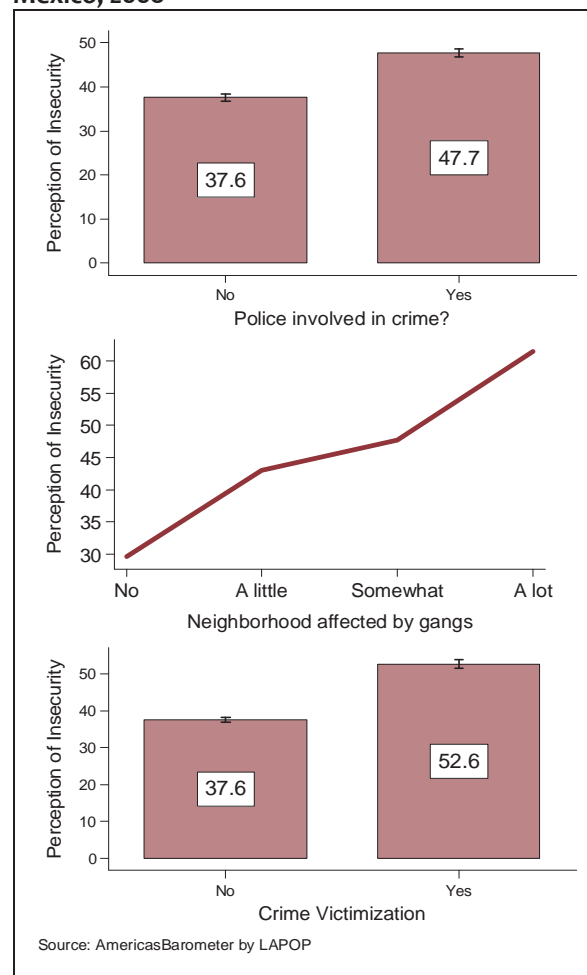 Mexico,
50
40
30
20
10
0
Perception of Insecurity
37.6
47.7
No
Yes
Police involved in crime?
60
55
50
45
40
35
30
Perception of Insecurity
No A little Somewhat A lot
Neighborhood affected by gangs
50
40
30
20
10
0
Perception of Insecurity
37.6
52.6
No
Yes
Crime Victimization
Source: AmericasBarometer by LAPOP